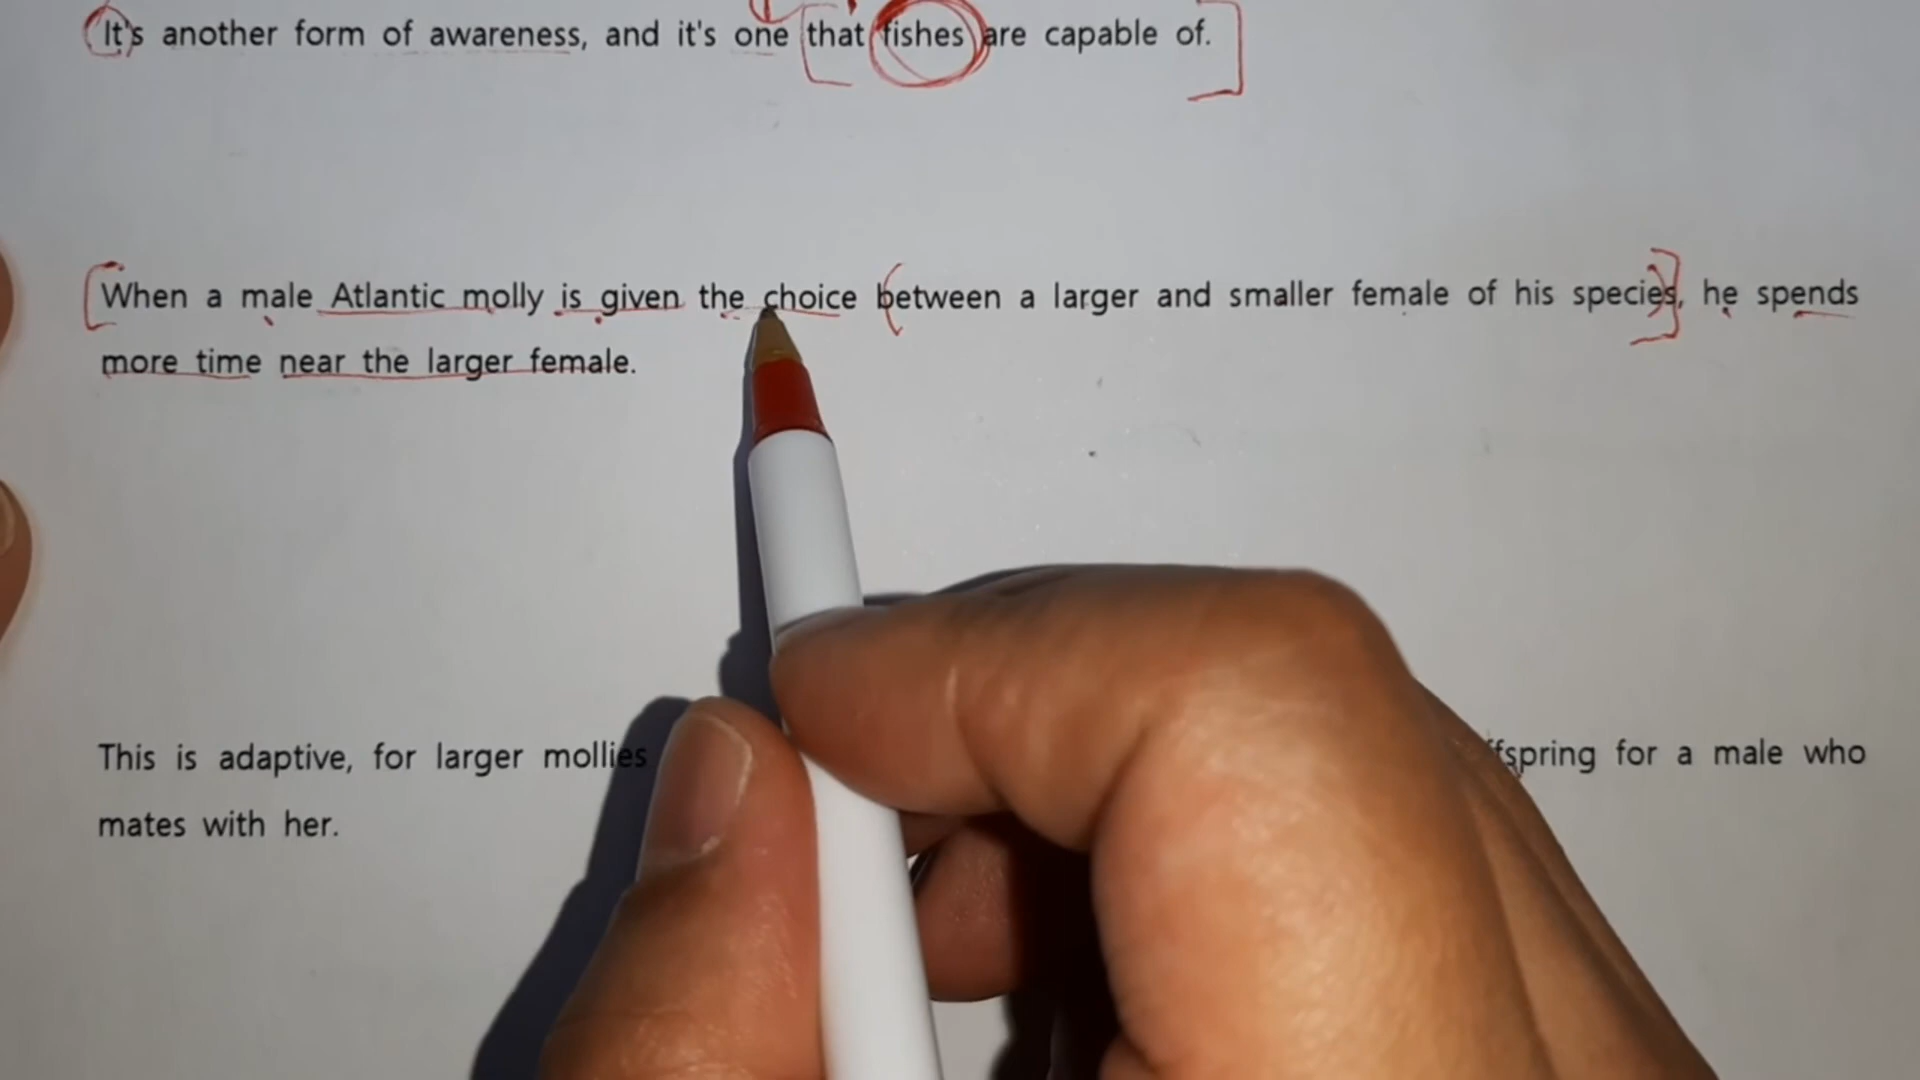 It's another form of awareness, and it's one that fishes are capable of.
When a male Atlantic molly is given the choice between a larger and smaller female of his species, he spends
more time near the larger female.
This is adaptive, for larger mollies for a male who
mates with her.